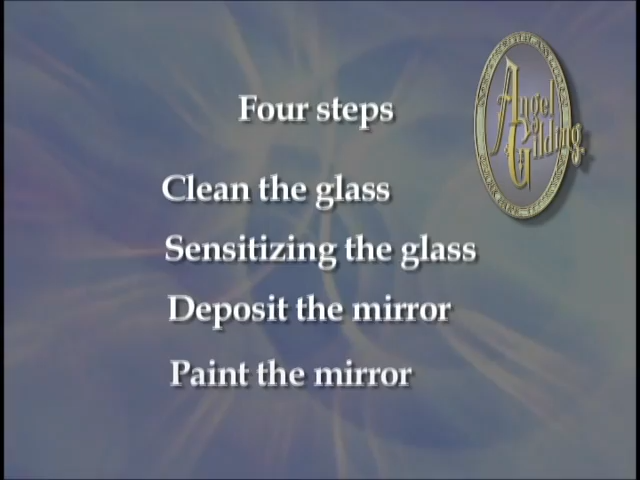 Four steps
Clean the glass
Sensitizing the glass
Deposit the mirror
Paint the mirror
Angel
Gilding